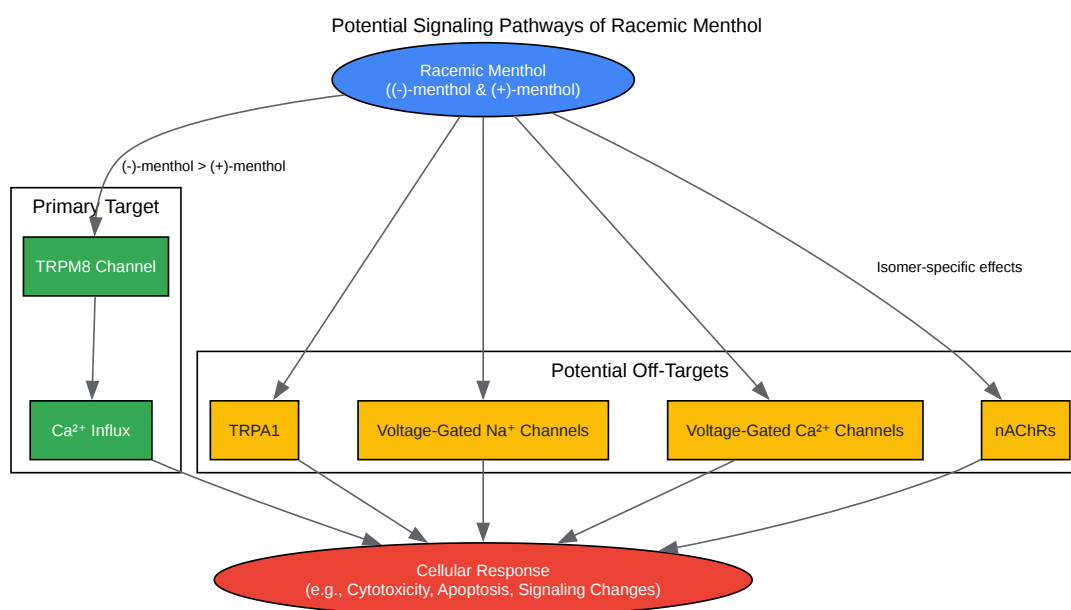 Potential Signaling Pathways of Racemic Menthol
Racemic Menthol
((-)-menthol & (+)-menthol)
(-)-menthol > (+)-menthol
Primary Target
TRPM8 Channel
Isomer-specific effects
Potential Off-Targets
Ca²⁺ Influx
TRPA1
Voltage-Gated Na⁺ Channels
Voltage-Gated Ca²⁺ Channels
nAChRs
Cellular Response
(e.g., Cytotoxicity, Apoptosis, Signaling Changes)